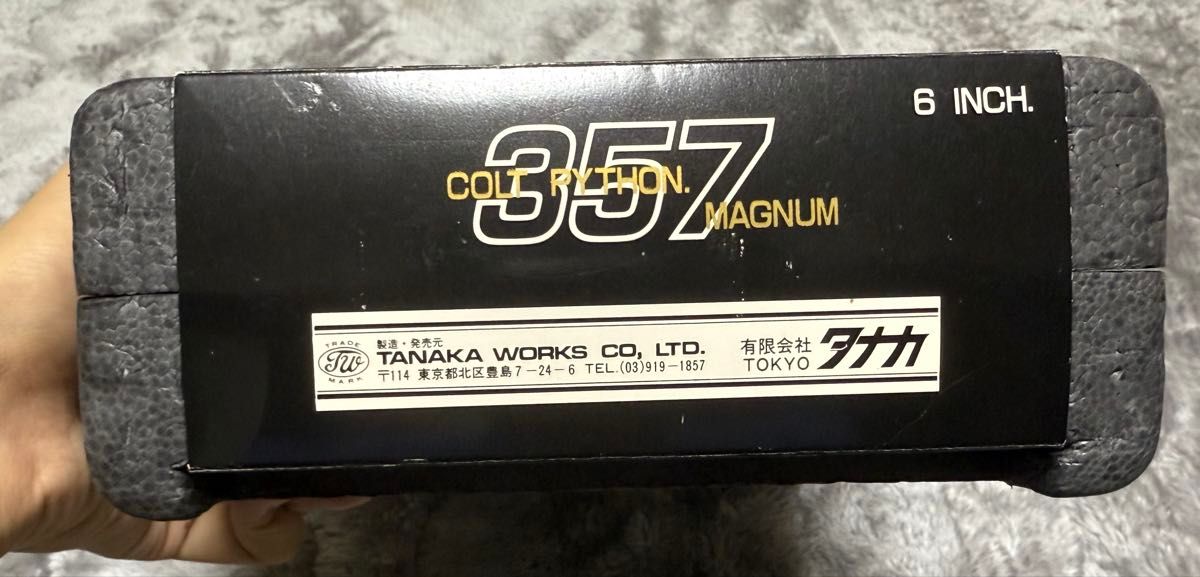 6 INCH.
357
COLT PYTHON.
MAGNUM
TRADE
TW
MARK
製造・発売元
TANAKA WORKS CO, LTD.
〒114 東京都北区豊島7-24-6 TEL.(03)919-1857
有限会社
TOKYO
タナカ